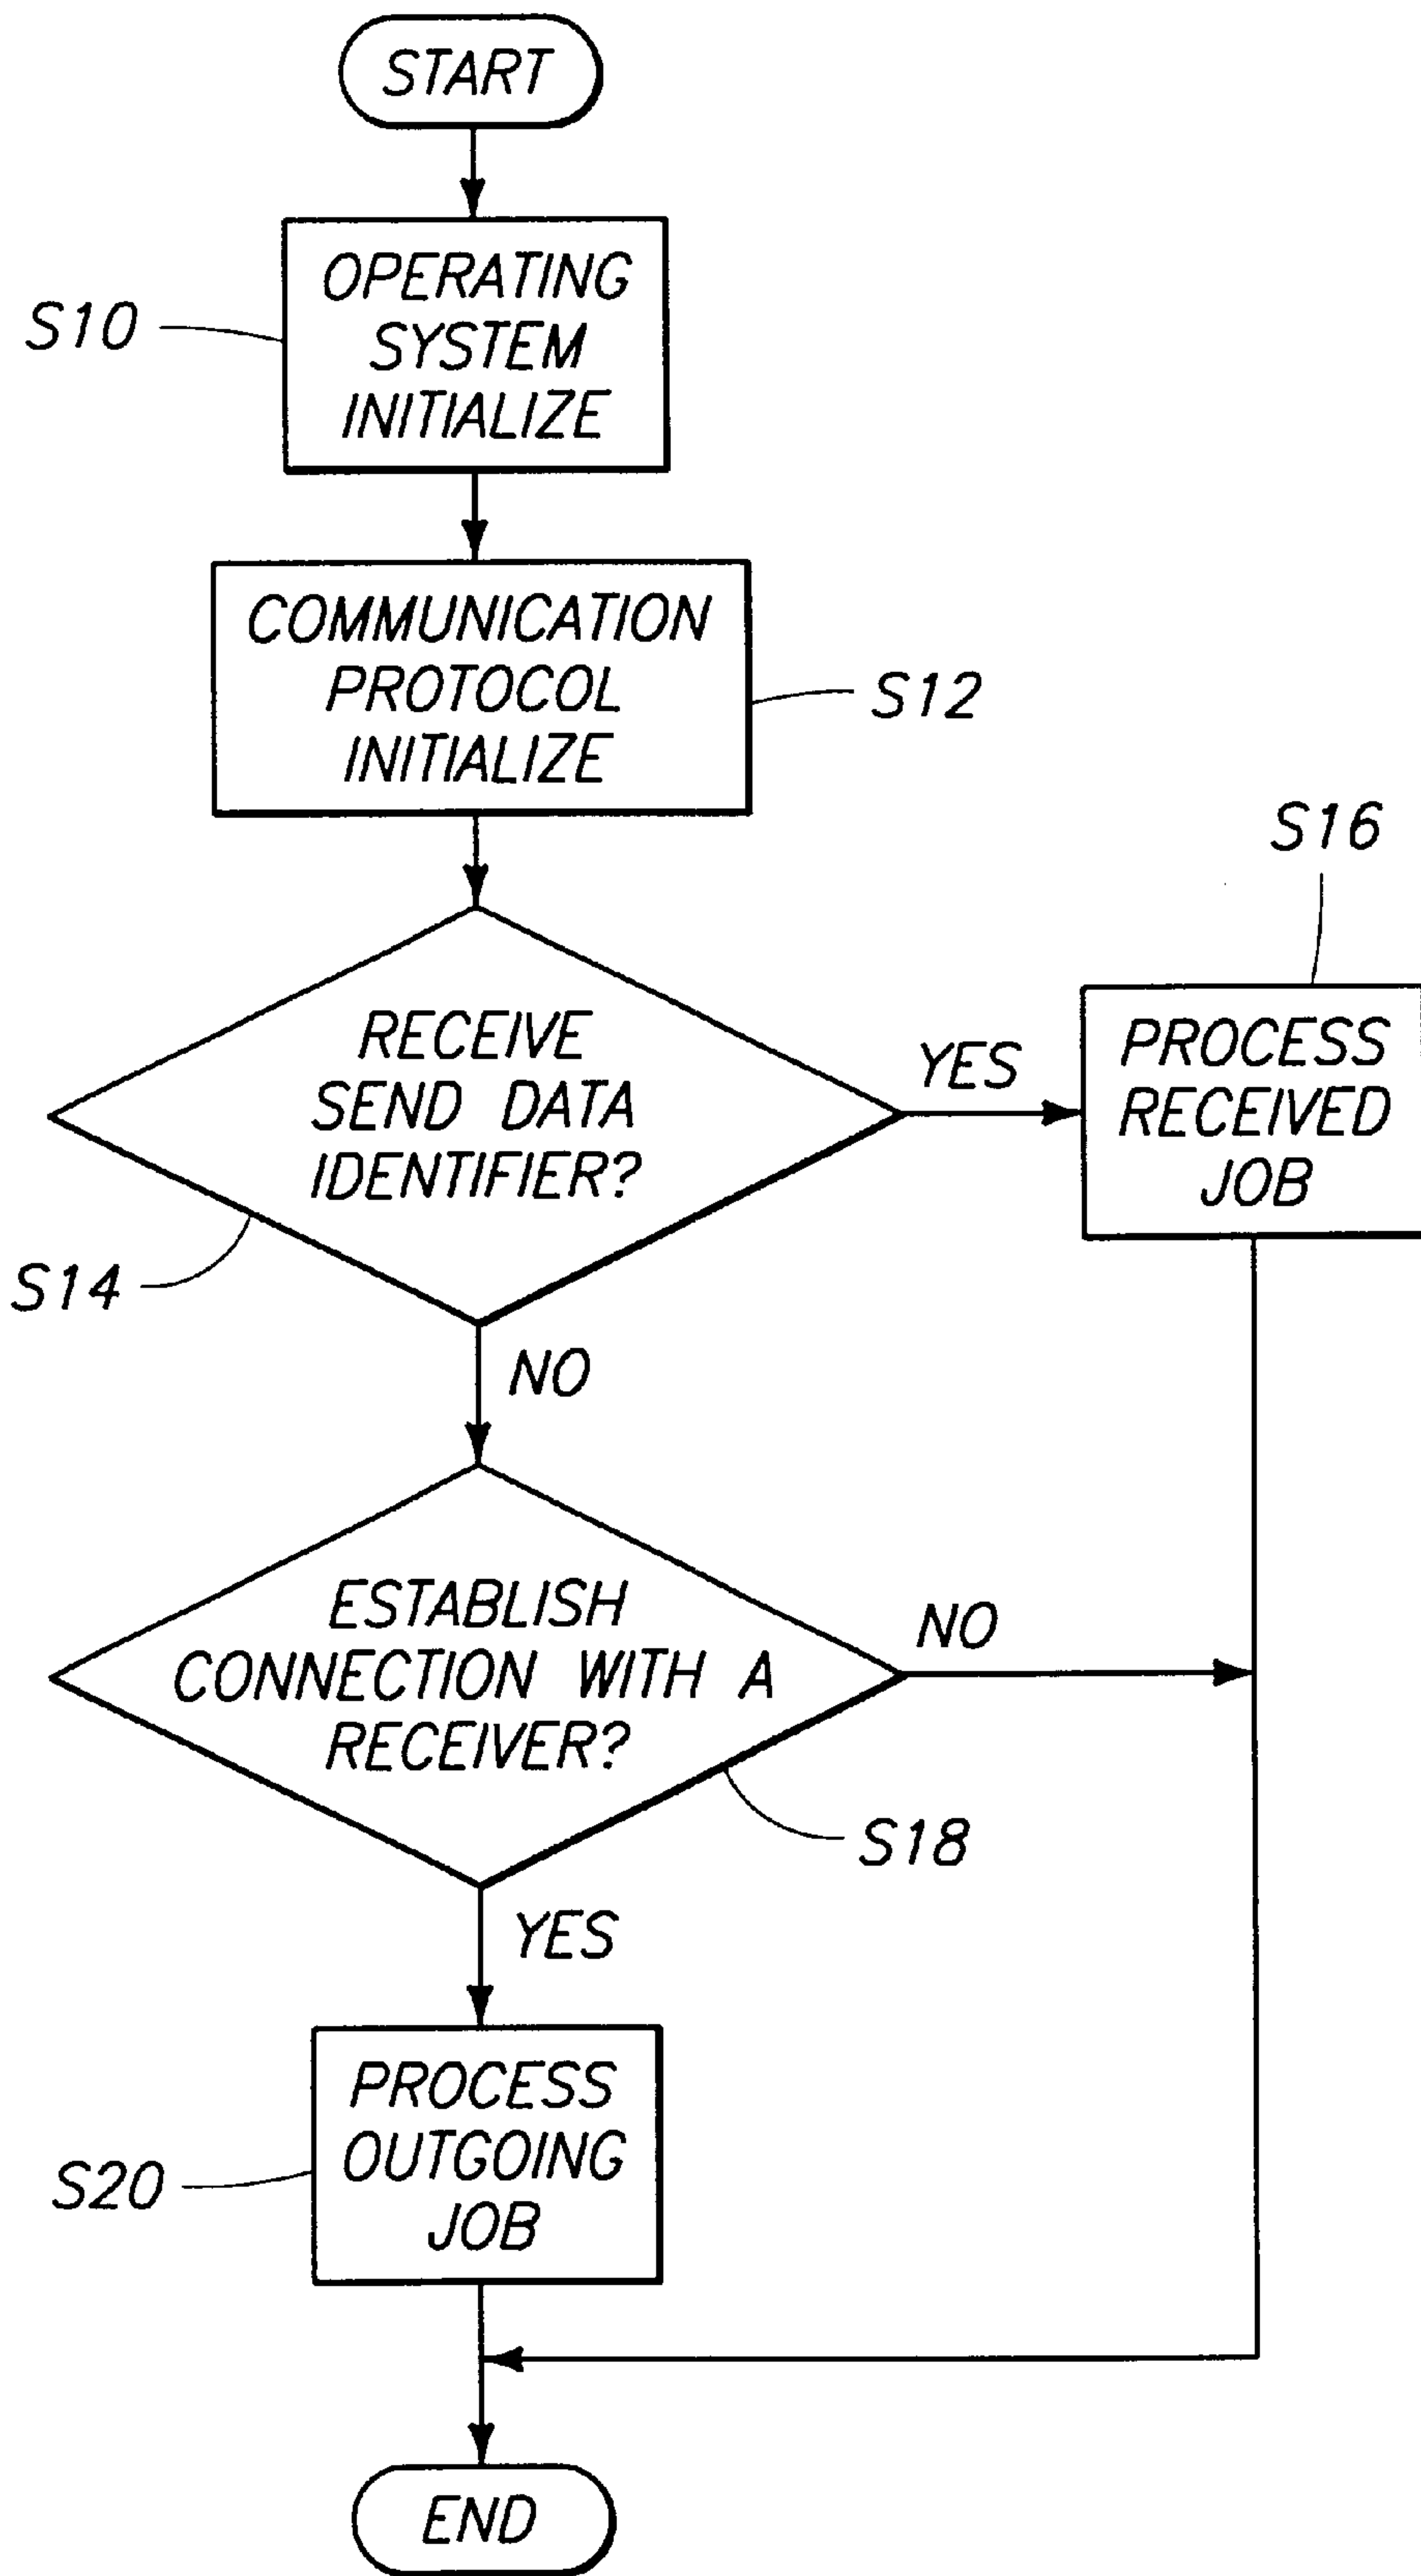 START
OPERATING
SYSTEM
INITIALIZE
S10
COMMUNICATION
PROTOCOL
INITIALIZE
S12
RECEIVE
SEND DATA
IDENTIFIER?
S14
YES
S16
PROCESS
RECEIVED
JOB
NO
ESTABLISH
CONNECTION WITH A
RECEIVER?
NO
S18
YES
PROCESS
OUTGOING
JOB
S20
END